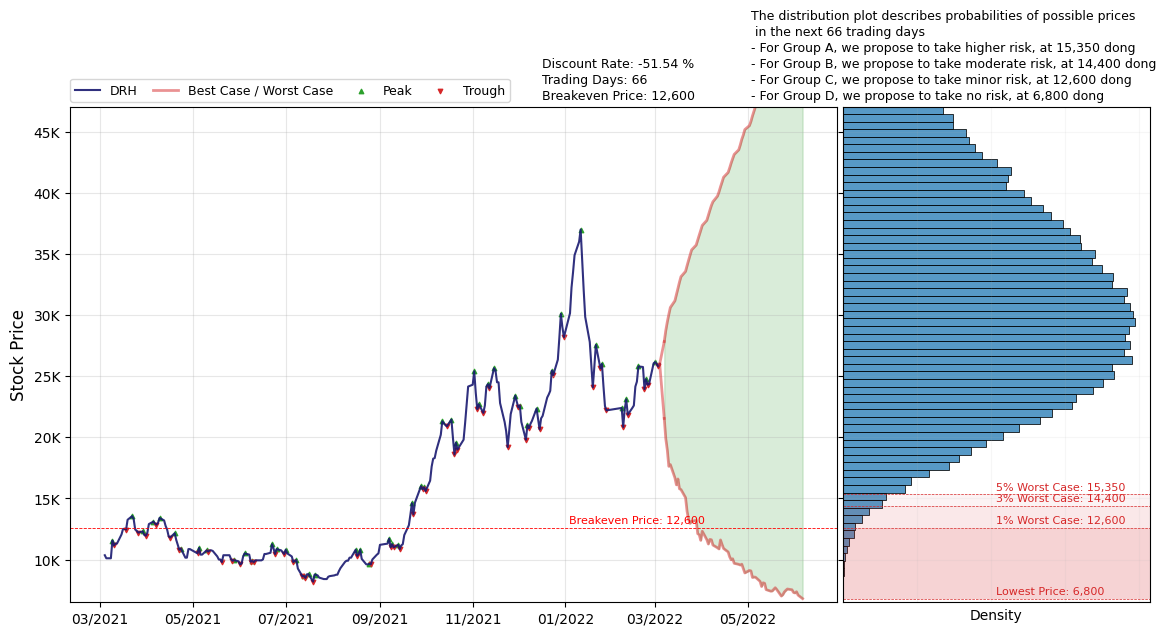 The distribution plot describes probabilities of possible prices
in the next 66 trading days
- For Group A, we propose to take higher risk, at 15,350 dong
- For Group B, we propose to take moderate risk, at 14,400 dong
- For Group C, we propose to take minor risk, at 12,600 dong
- For Group D, we propose to take no risk, at 6,800 dong
Discount Rate: -51.54 %
Trading Days: 66
Breakeven Price: 12,600
DRH Best Case / Worst Case Peak Trough
Stock Price
45K
40K
35K
30K
25K
20K
15K
10K
Breakeven Price: 12,600
03/2021 05/2021 07/2021 09/2021 11/2021 01/2022 03/2022 05/2022
5% Worst Case: 15,350
3% Worst Case: 14,400
1% Worst Case: 12,600
Lowest Price: 6,800
Density